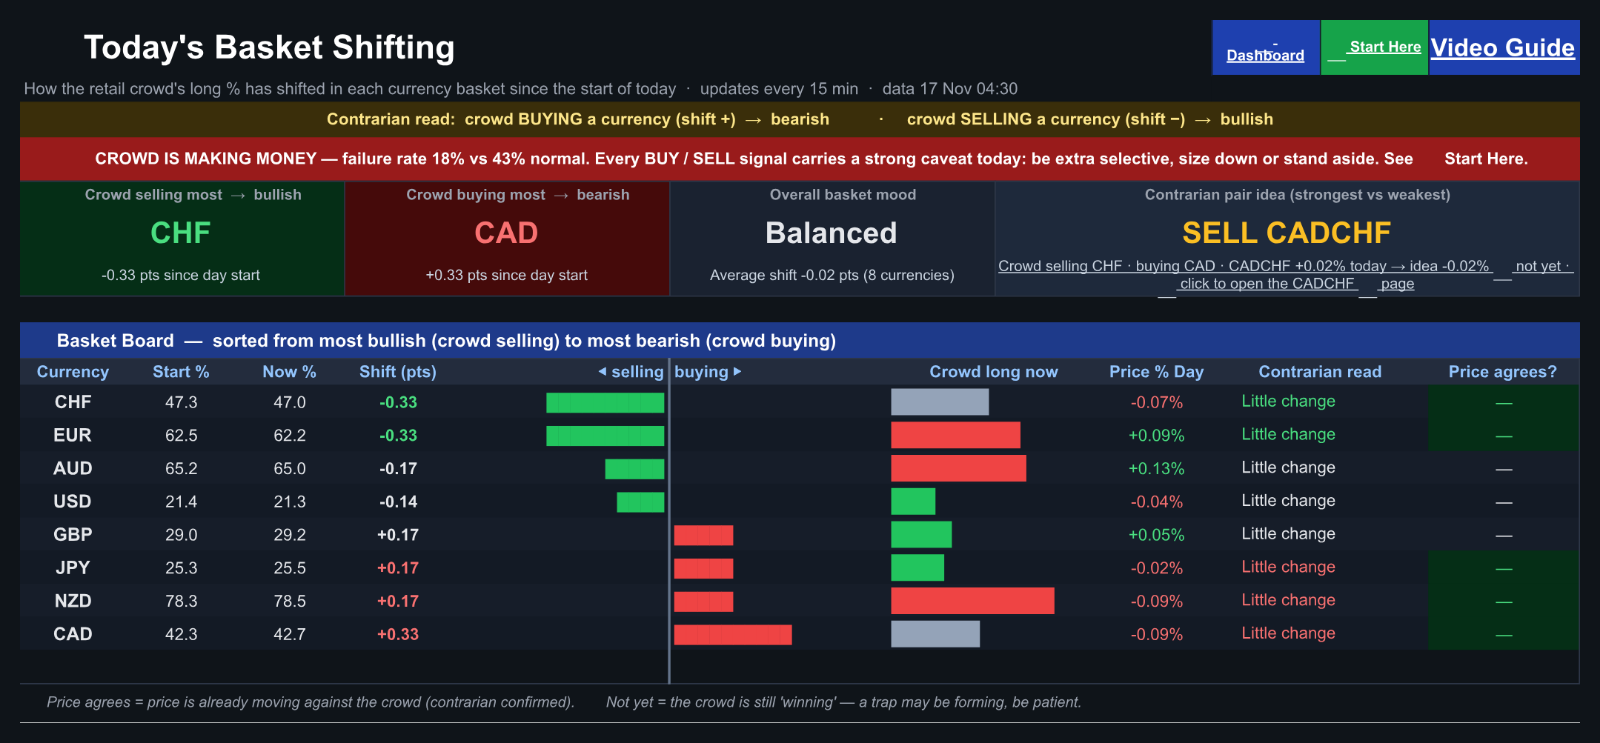 Today's Basket Shifting
Dashboard
Start Here
Video Guide
How the retail crowd's long % has shifted in each currency basket since the start of today · updates every 15 min · data 17 Nov 04:30
Contrarian read: crowd BUYING a currency (shift +) → bearish · crowd SELLING a currency (shift −) → bullish
CROWD IS MAKING MONEY — failure rate 18% vs 43% normal. Every BUY / SELL signal carries a strong caveat today: be extra selective, size down or stand aside. See Start Here.
Crowd selling most → bullish
CHF
-0.33 pts since day start
Crowd buying most → bearish
CAD
+0.33 pts since day start
Overall basket mood
Balanced
Average shift -0.02 pts (8 currencies)
Contrarian pair idea (strongest vs weakest)
SELL CADCHF
Crowd selling CHF · buying CAD · CADCHF +0.02% today → idea -0.02% not yet ·
click to open the CADCHF page
Basket Board — sorted from most bullish (crowd selling) to most bearish (crowd buying)
Currency Start % Now % Shift (pts) ◂ selling buying ▸ Crowd long now Price % Day Contrarian read Price agrees?
CHF 47.3 47.0 -0.33 -0.07% Little change —
EUR 62.5 62.2 -0.33 +0.09% Little change —
AUD 65.2 65.0 -0.17 +0.13% Little change —
USD 21.4 21.3 -0.14 -0.04% Little change —
GBP 29.0 29.2 +0.17 +0.05% Little change —
JPY 25.3 25.5 +0.17 -0.02% Little change —
NZD 78.3 78.5 +0.17 -0.09% Little change —
CAD 42.3 42.7 +0.33 -0.09% Little change —
Price agrees = price is already moving against the crowd (contrarian confirmed). Not yet = the crowd is still 'winning' — a trap may be forming, be patient.